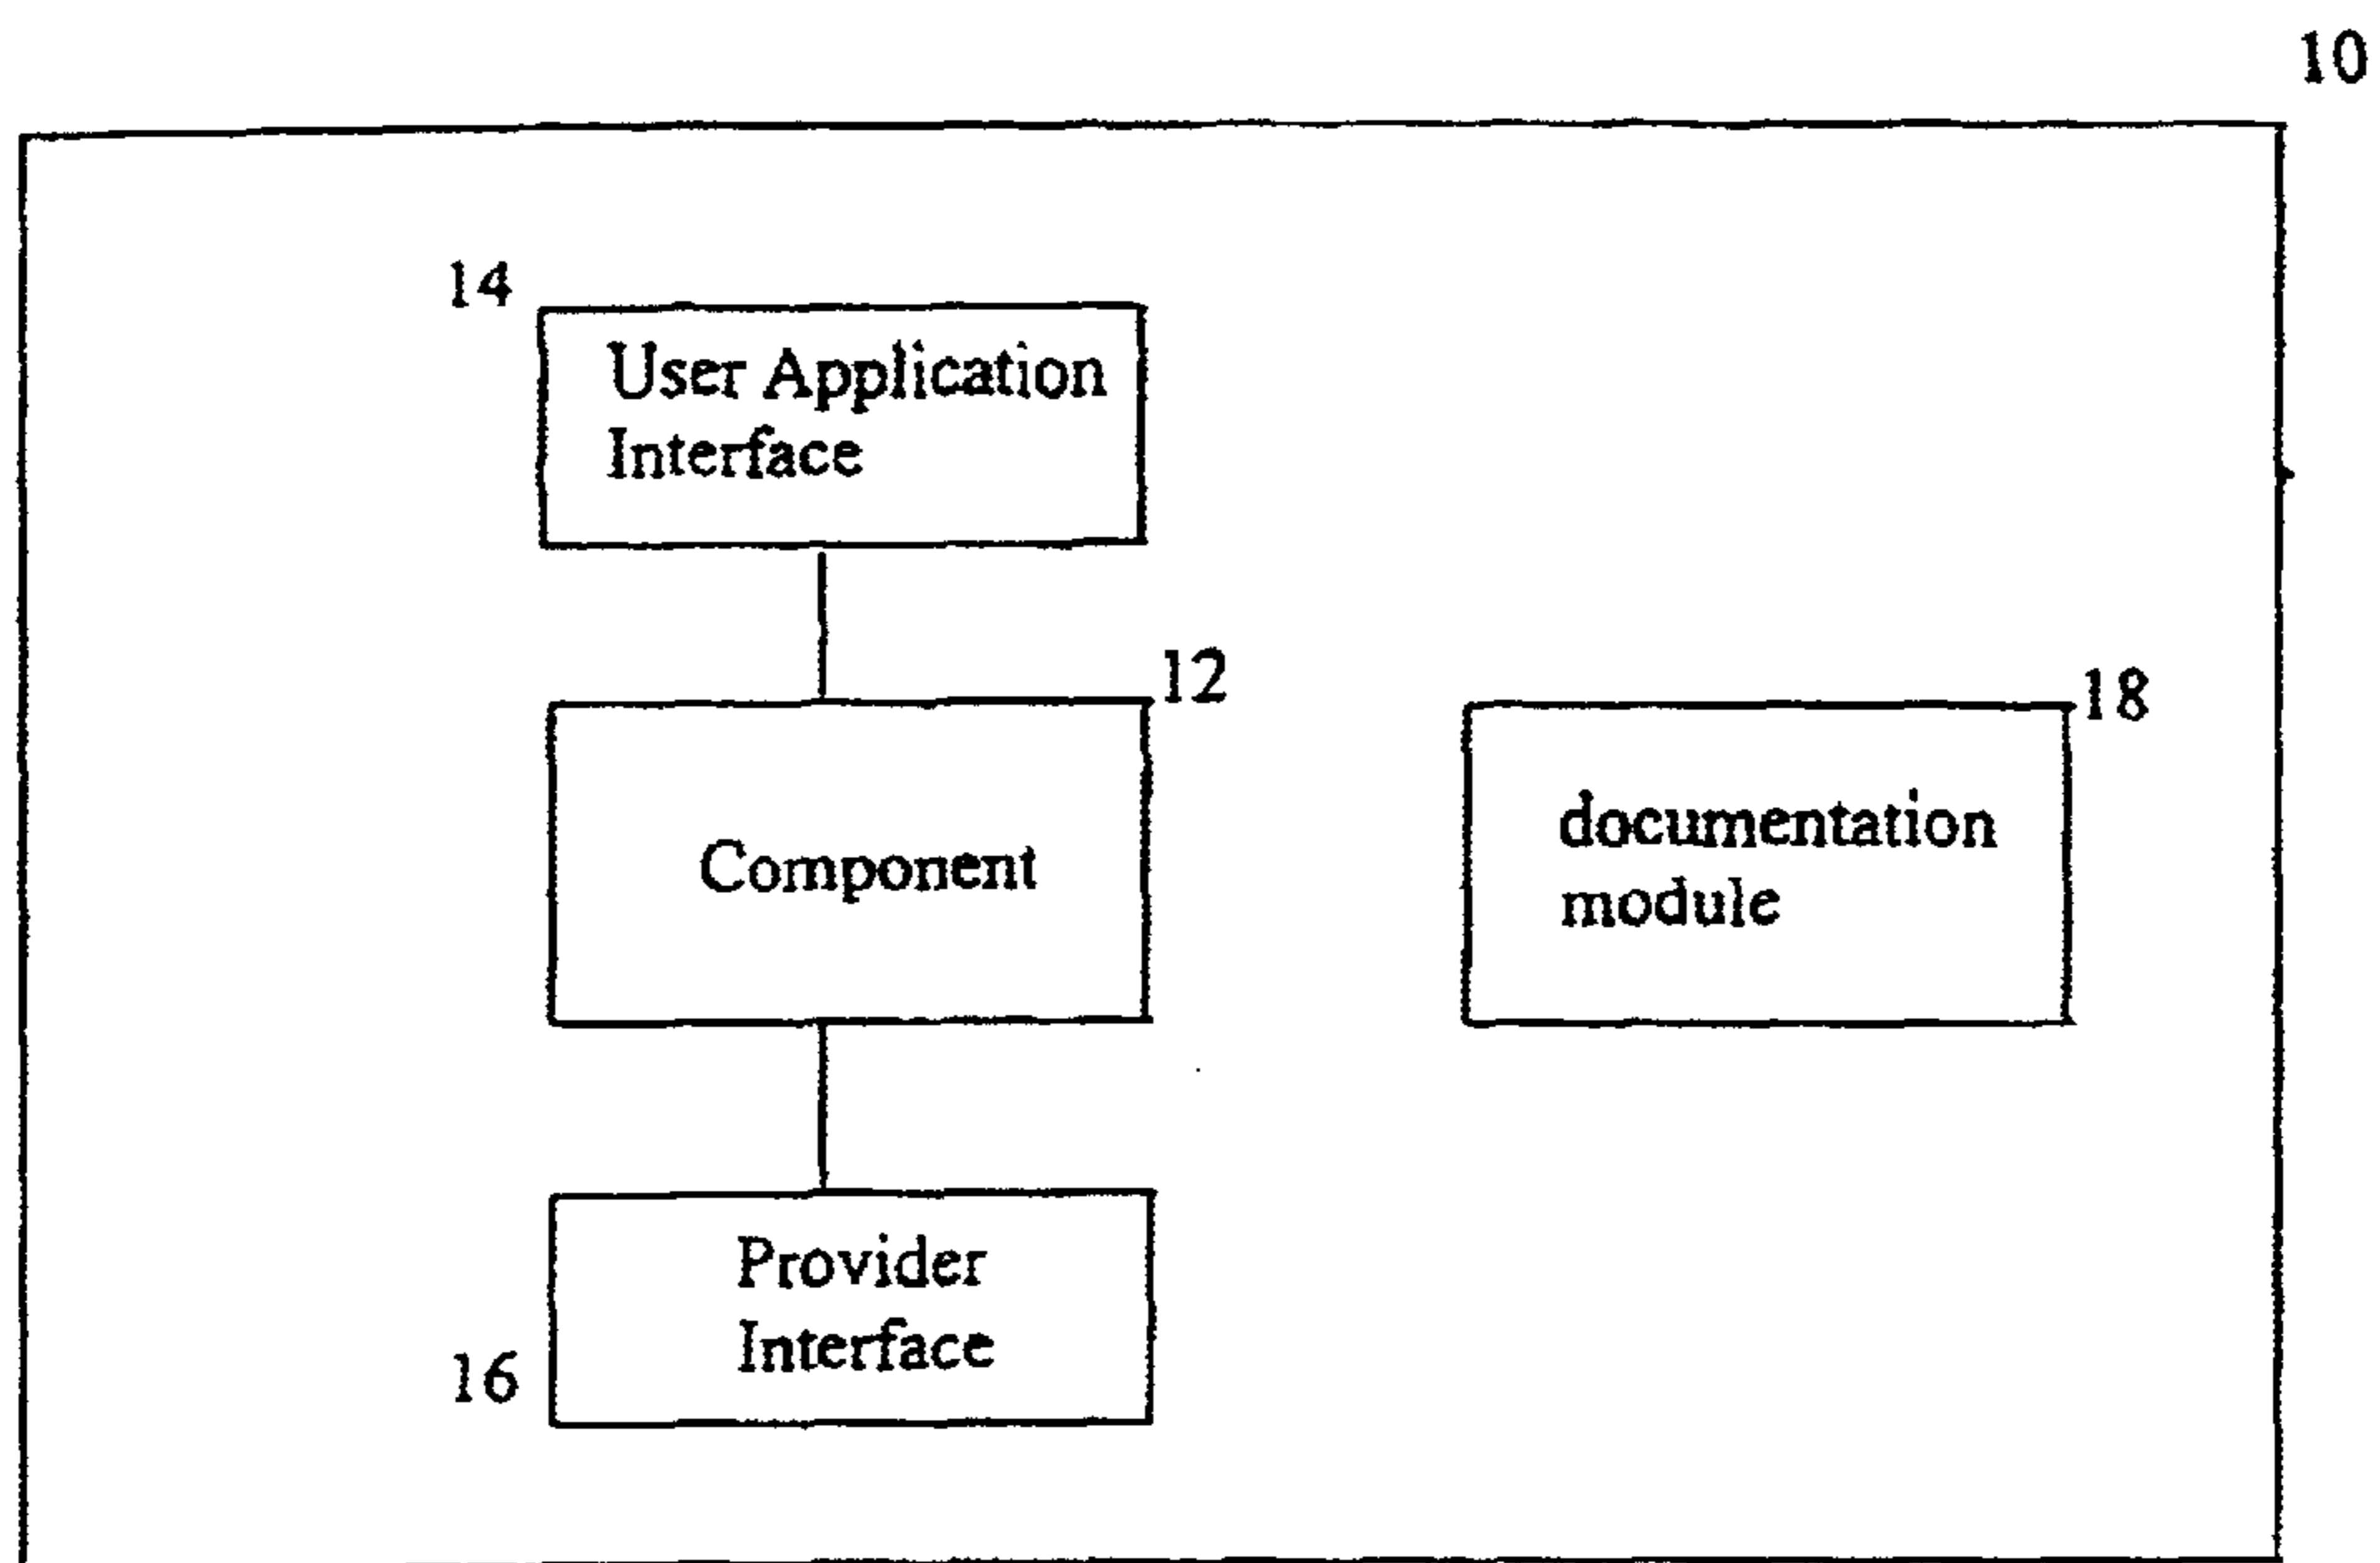 10
14
User Application
Interface
12
Component
18
documentation
module
Provider
Interface
16